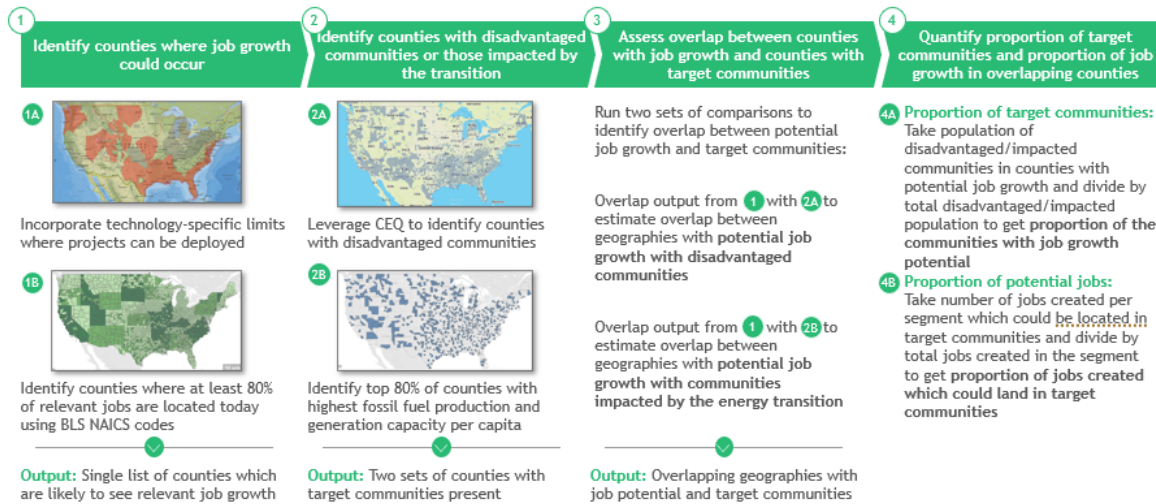 1
Identify counties where job growth
could occur
1A
Incorporate technology-specific limits
where projects can be deployed
1B
Identify counties where at least 80%
of relevant jobs are located today
using BLS NAICS codes
Output: Single list of counties which
are likely to see relevant job growth
2
Identify counties with disadvantaged
communities or those impacted by
the transition
2A
Leverage CEQ to identify counties
with disadvantaged communities
2B
Identify top 80% of counties with
highest fossil fuel production and
generation capacity per capita
Output: Two sets of counties with
target communities present
3
Assess overlap between counties
with job growth and counties with
target communities
Run two sets of comparisons to
identify overlap between potential
job growth and target communities:
Overlap output from 1 with 2A to
estimate overlap between
geographies with potential job
growth with disadvantaged
communities
Overlap output from 1 with 2B to
estimate overlap between
geographies with potential job
growth with communities
impacted by the energy transition
Output: Overlapping geographies with
job potential and target communities
4
Quantify proportion of target
communities and proportion of job
growth in overlapping counties
4A Proportion of target communities:
Take population of
disadvantaged/impacted
communities in counties with
potential job growth and divide by
total disadvantaged/impacted
population to get proportion of the
communities with job growth
potential
4B Proportion of potential jobs:
Take number of jobs created per
segment which could be located in
target communities and divide by
total jobs created in the segment
to get proportion of jobs created
which could land in target
communities